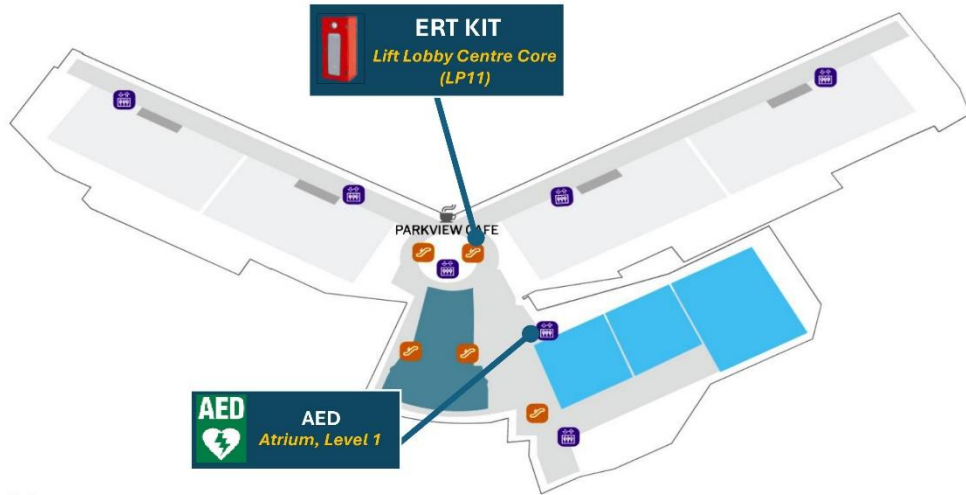 ERT KIT
Lift Lobby Centre Core
(LP11)
PARKVIEW CAFE
AED
AED
Atrium, Level 1